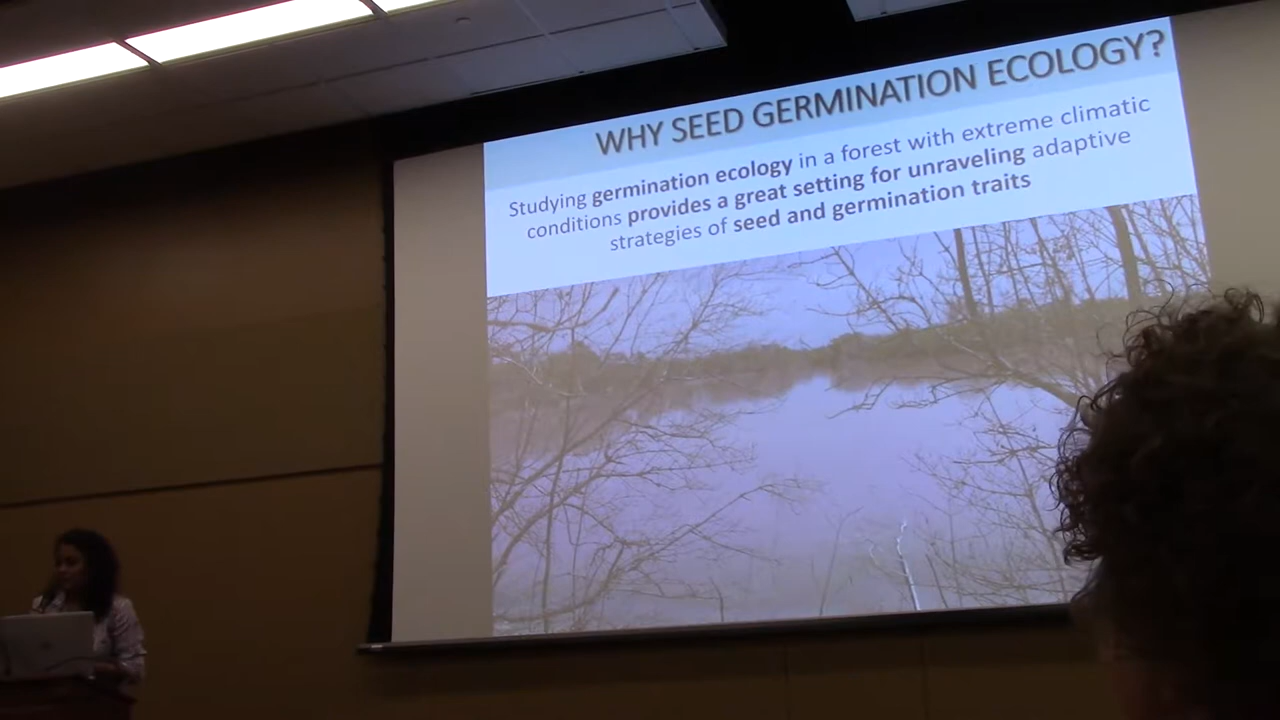 WHY SEED GERMINATION ECOLOGY?
Studying germination ecology in a forest with extreme climatic
conditions provides a great setting for unraveling adaptive
strategies of seed and germination traits